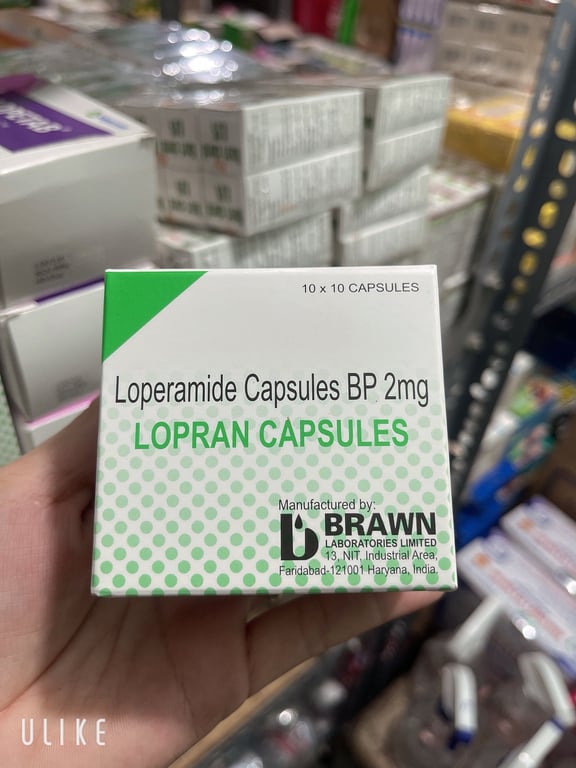 10 x 10 CAPSULES
Loperamide Capsules BP 2mg
LOPRAN CAPSULES
Manufactured by:
BRAWN
LABORATORIES LIMITED
13, NIT, Industrial Area,
Faridabad-121001 Haryana, India.
ULIKE